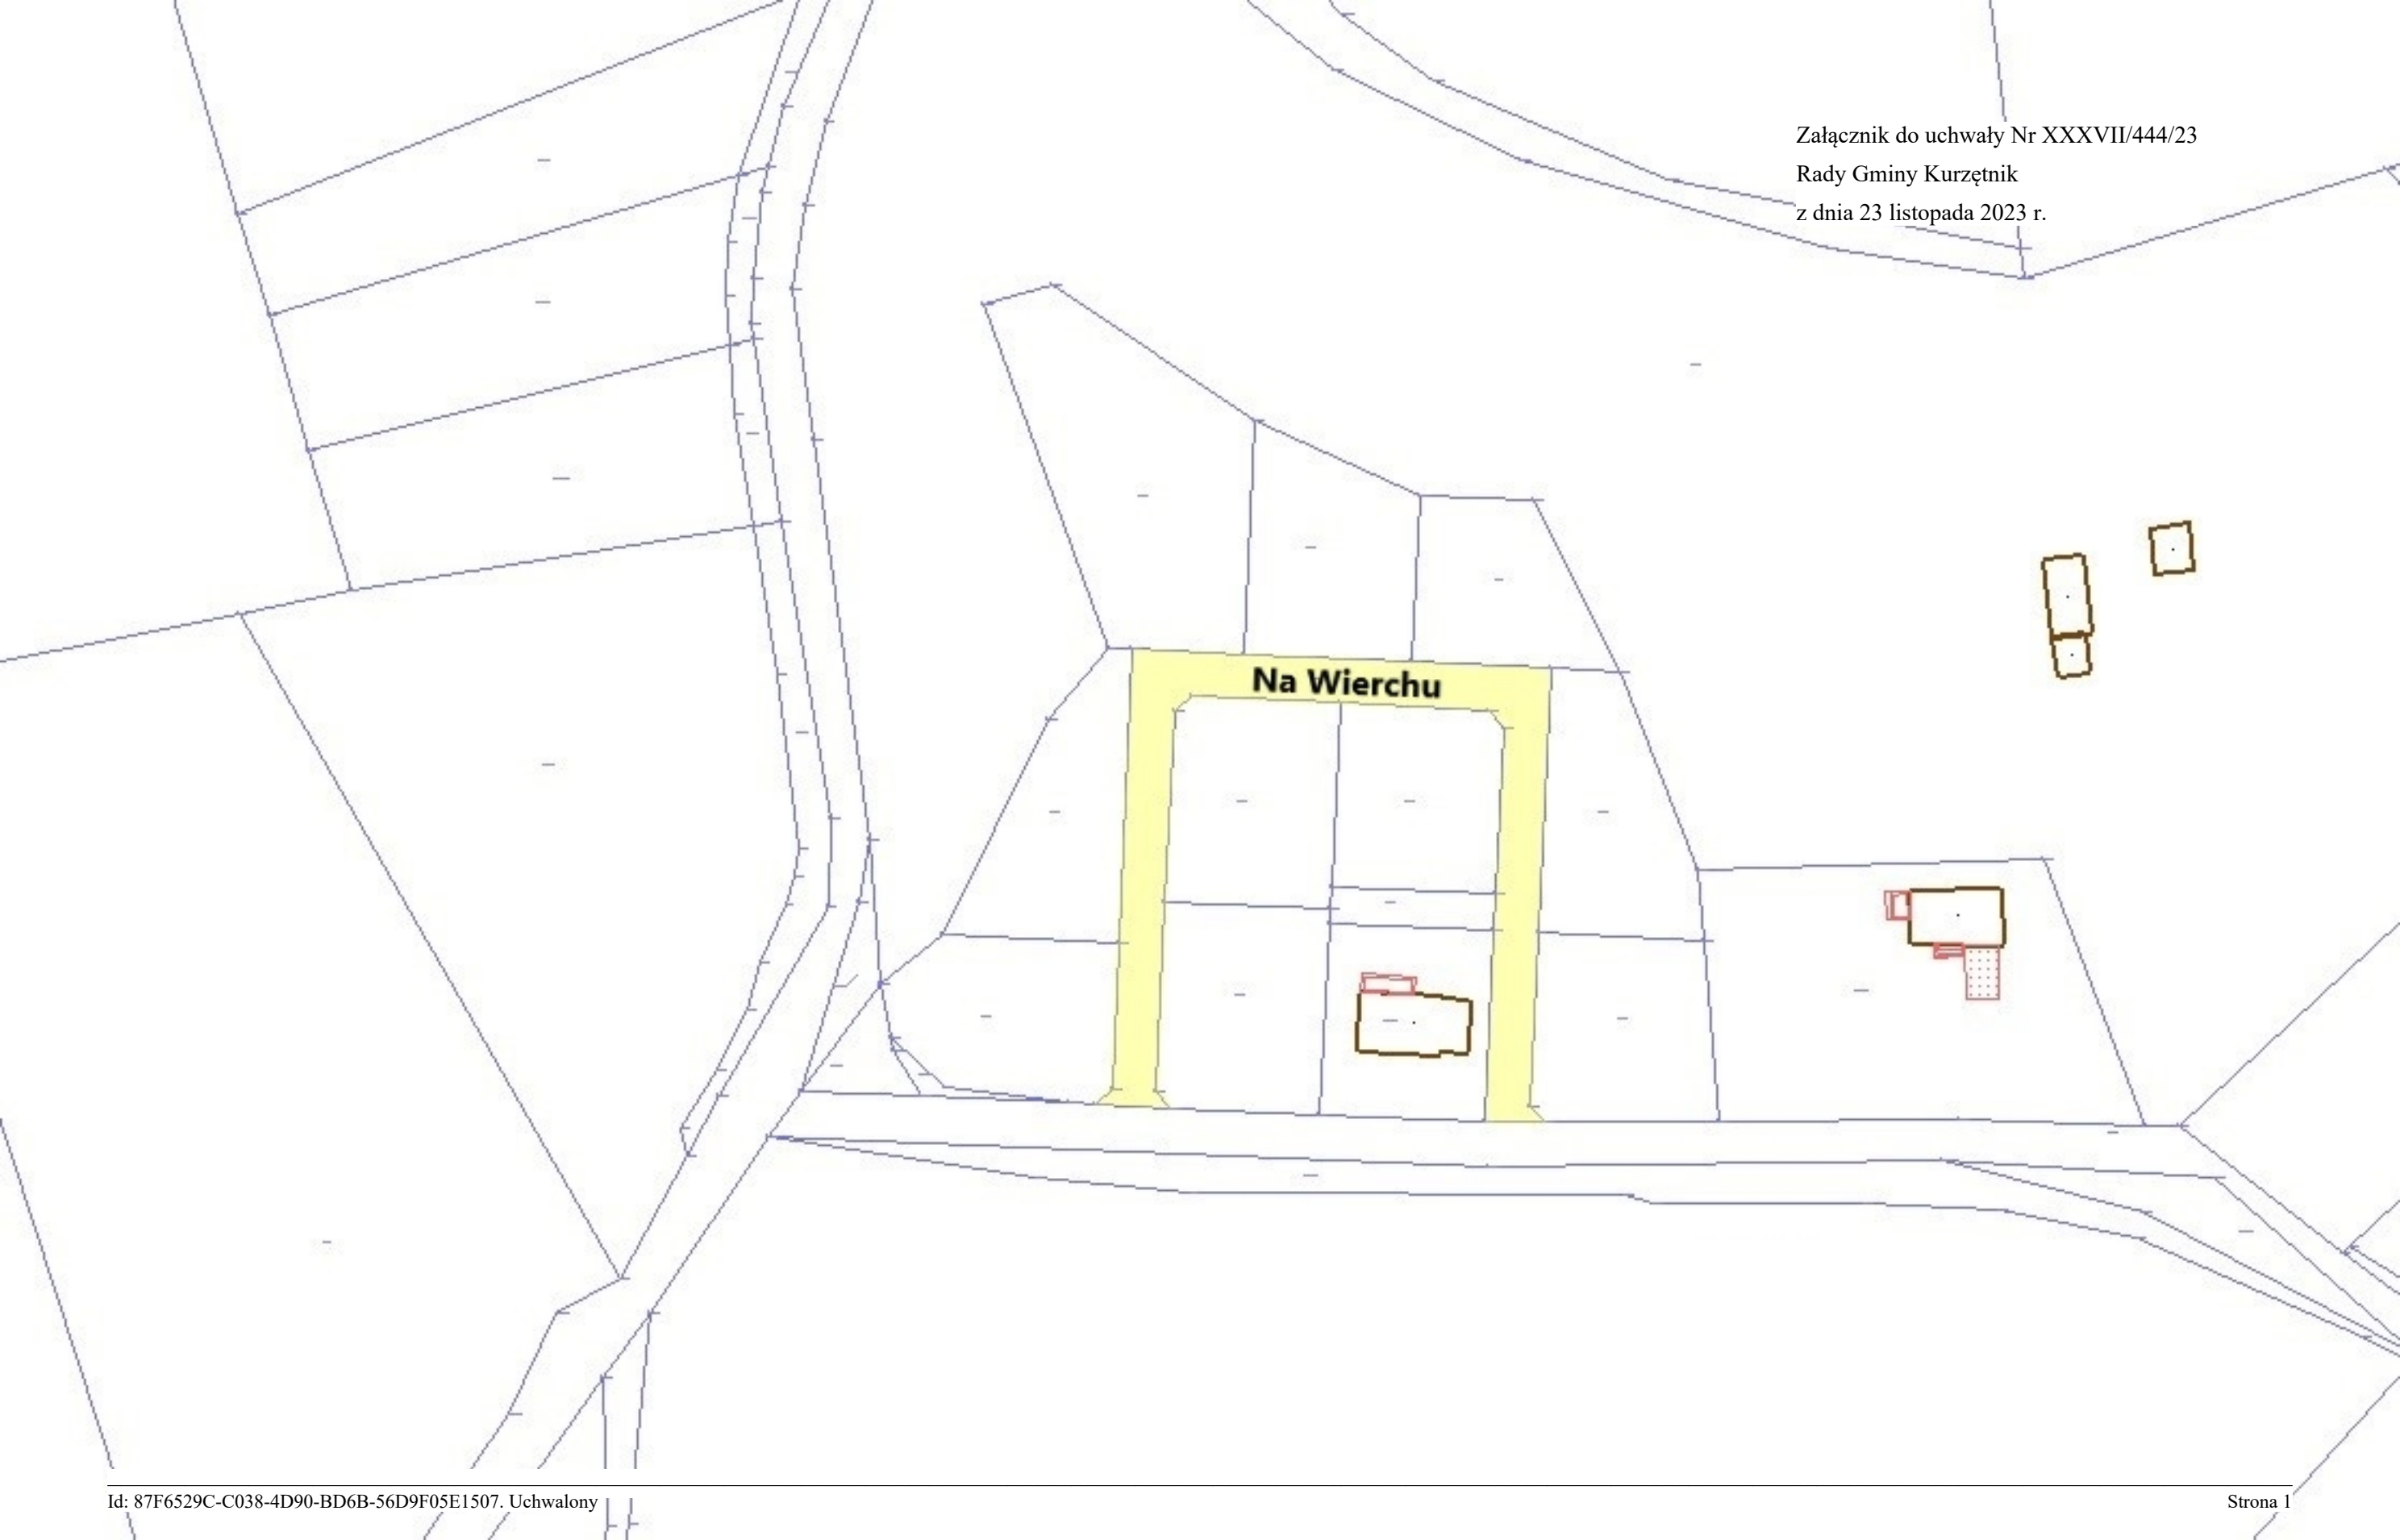 Załącznik do uchwały Nr XXXVII/444/23
Rady Gminy Kurzętnik
z dnia 23 listopada 2023 r.
Na Wierchu
Id: 87F6529C-C038-4D90-BD6B-56D9F05E1507. Uchwalony
Strona 1